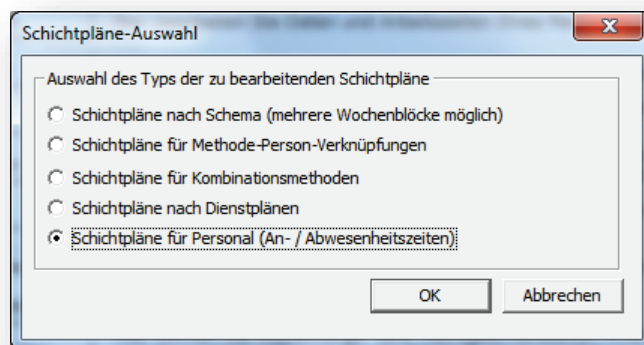 Schichtpläne-Auswahl
Auswahl des Typs der zu bearbeitenden Schichtpläne
Schichtpläne nach Schema (mehrere Wochenblöcke möglich)
Schichtpläne für Methode-Person-Verknüpfungen
Schichtpläne für Kombinationsmethoden
Schichtpläne nach Dienstplänen
Schichtpläne für Personal (An- / Abwesenheitszeiten)
OK Abbrechen